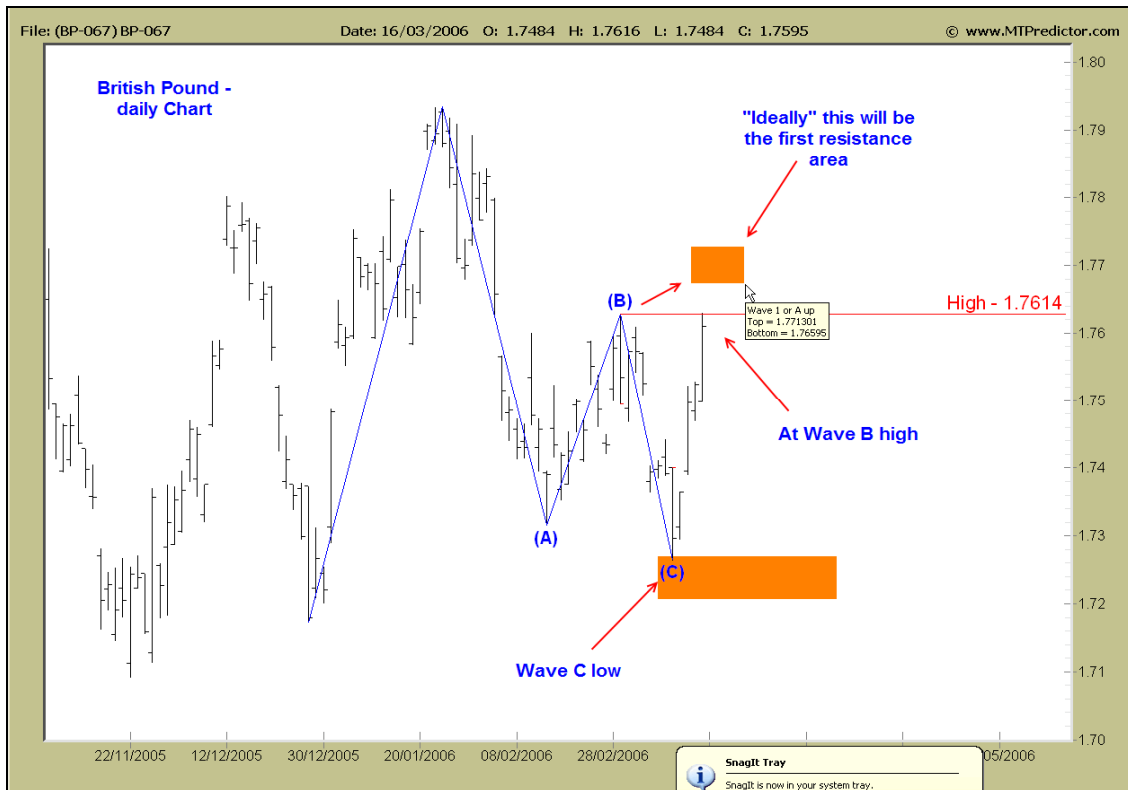 File: (BP-067) BP-067 Date: 16/03/2006 O: 1.7484 H: 1.7616 L: 1.7484 C: 1.7595 © www.MTPredictor.com
1.80
British Pound -
daily Chart
"Ideally" this will be
the first resistance
area
1.79
1.78
1.77
(B)
High - 1.7614
Wave 1 or A up
Top = 1.771301
Bottom = 1.76595
1.76
1.75
At Wave B high
1.74
(A)
1.73
(C)
1.72
Wave C low
1.71
1.70
22/11/2005 12/12/2005 30/12/2005 20/01/2006 08/02/2006 28/02/2006 05/2006
SnagIt Tray
SnagIt is now in your system tray.